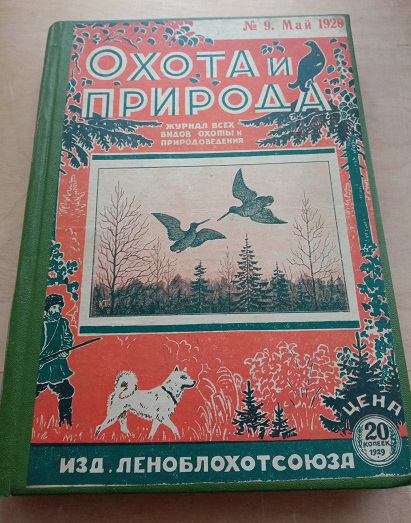 № 9. Май 1929
ОХОТА И
ПРИРОДА
ЖУРНАЛ ВСЕХ
ВИДОВ ОХОТЫ И
ПРИРОДОВЕДЕНИЯ
ЦЕНА
20
КОПЕЕК
1929
ИЗД. ЛЕНОБЛОХОТСОЮЗА